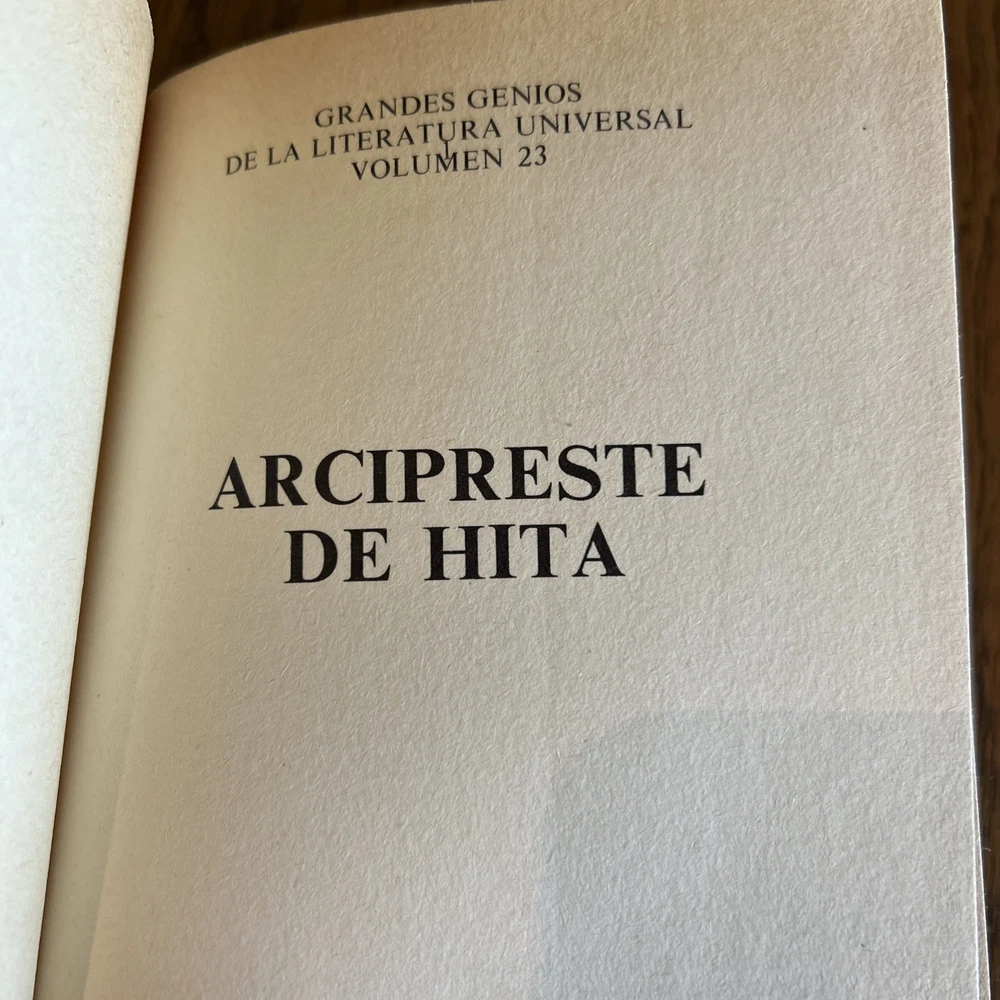 GRANDES GENIOS
DE LA LITERATURA UNIVERSAL
VOLUMEN 23
ARCIPRESTE
DE HITA